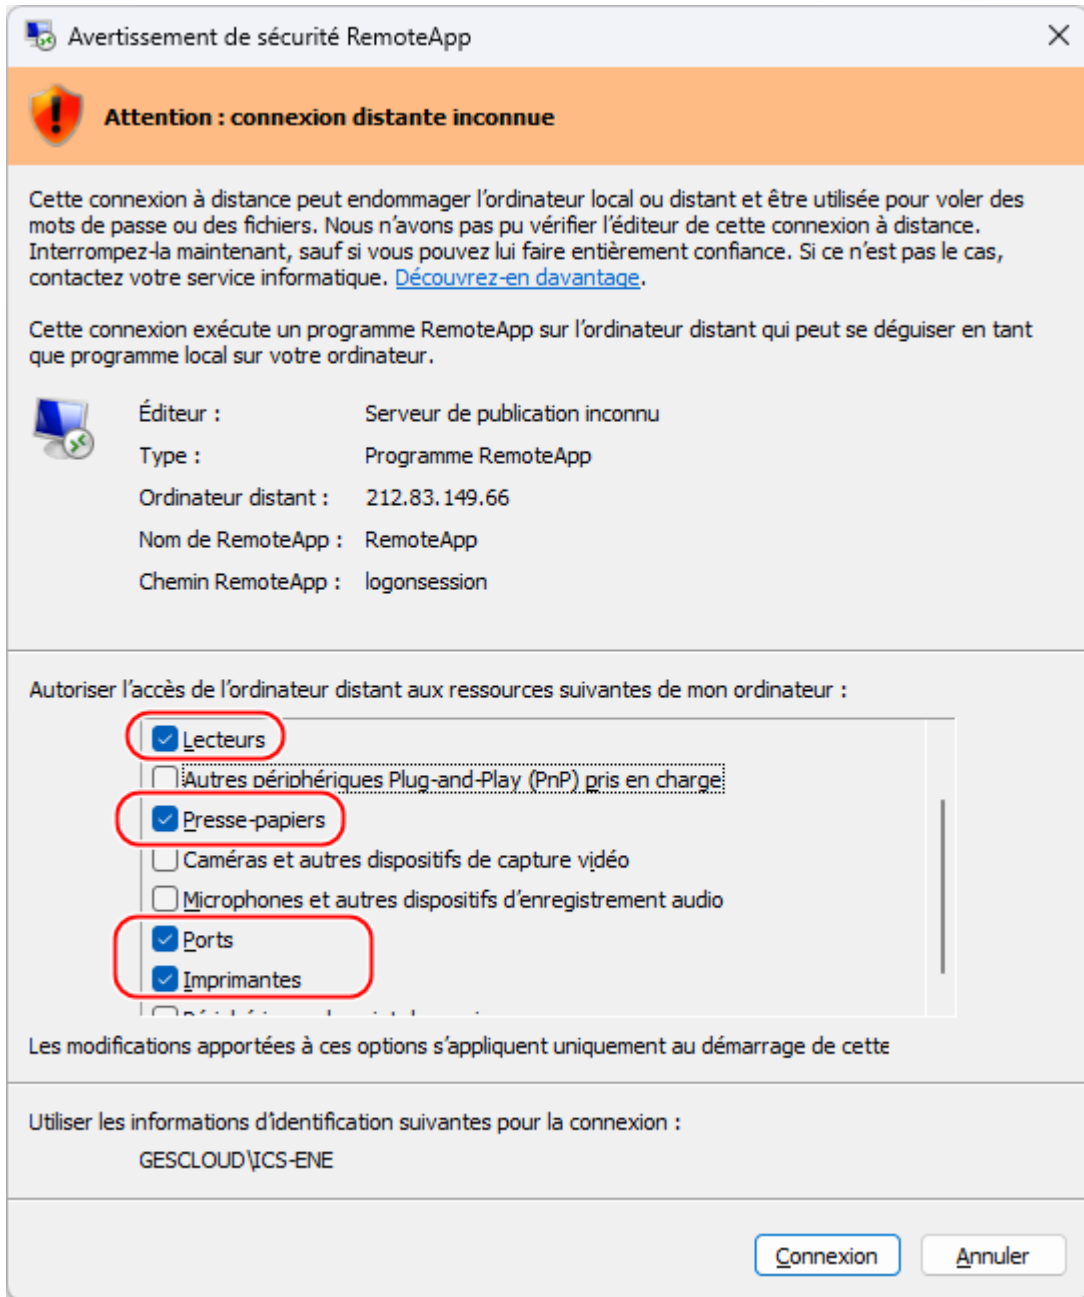 Avertissement de sécurité RemoteApp
Attention : connexion distante inconnue
Cette connexion à distance peut endommager l’ordinateur local ou distant et être utilisée pour voler des
mots de passe ou des fichiers. Nous n’avons pas pu vérifier l’éditeur de cette connexion à distance.
Interrompez-la maintenant, sauf si vous pouvez lui faire entièrement confiance. Si ce n’est pas le cas,
contactez votre service informatique. Découvrez-en davantage.
Cette connexion exécute un programme RemoteApp sur l’ordinateur distant qui peut se déguiser en tant
que programme local sur votre ordinateur.
Éditeur : Serveur de publication inconnu
Type : Programme RemoteApp
Ordinateur distant : 212.83.149.66
Nom de RemoteApp : RemoteApp
Chemin RemoteApp : logonsession
Autoriser l’accès de l’ordinateur distant aux ressources suivantes de mon ordinateur :
Lecteurs
Autres périphériques Plug-and-Play (PnP) pris en charge
Presse-papiers
Caméras et autres dispositifs de capture vidéo
Microphones et autres dispositifs d’enregistrement audio
Ports
Imprimantes
Les modifications apportées à ces options s’appliquent uniquement au démarrage de cette
Utiliser les informations d’identification suivantes pour la connexion :
GESCLOUD\ICS-ENE
Connexion Annuler